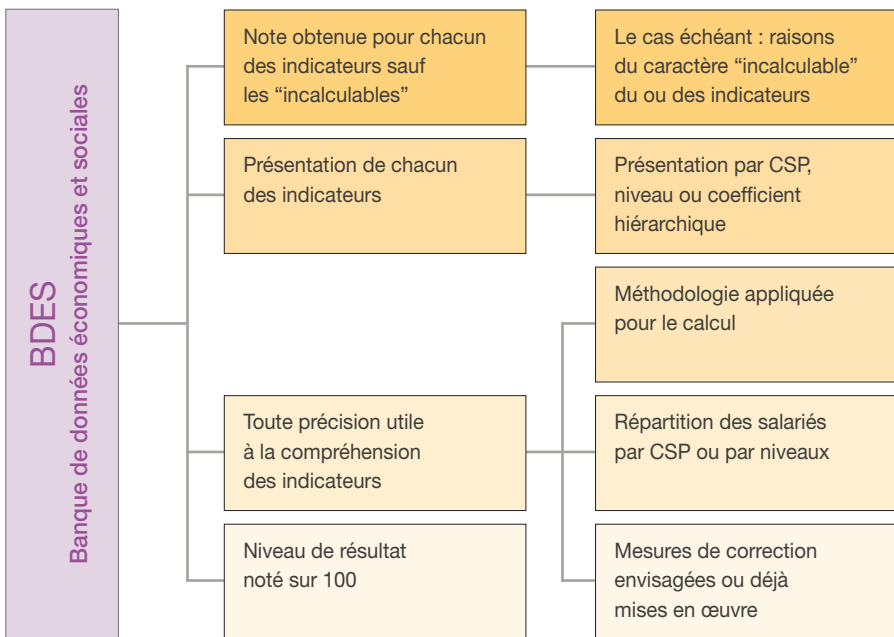 BDES
Banque de données économiques et sociales
Note obtenue pour chacun
des indicateurs sauf
les “incalculables”
Le cas échéant : raisons
du caractère “incalculable”
du ou des indicateurs
Présentation de chacun
des indicateurs
Présentation par CSP,
niveau ou coefficient
hiérarchique
Toute précision utile
à la compréhension
des indicateurs
Méthodologie appliquée
pour le calcul
Répartition des salariés
par CSP ou par niveaux
Mesures de correction
envisagées ou déjà
mises en œuvre
Niveau de résultat
noté sur 100